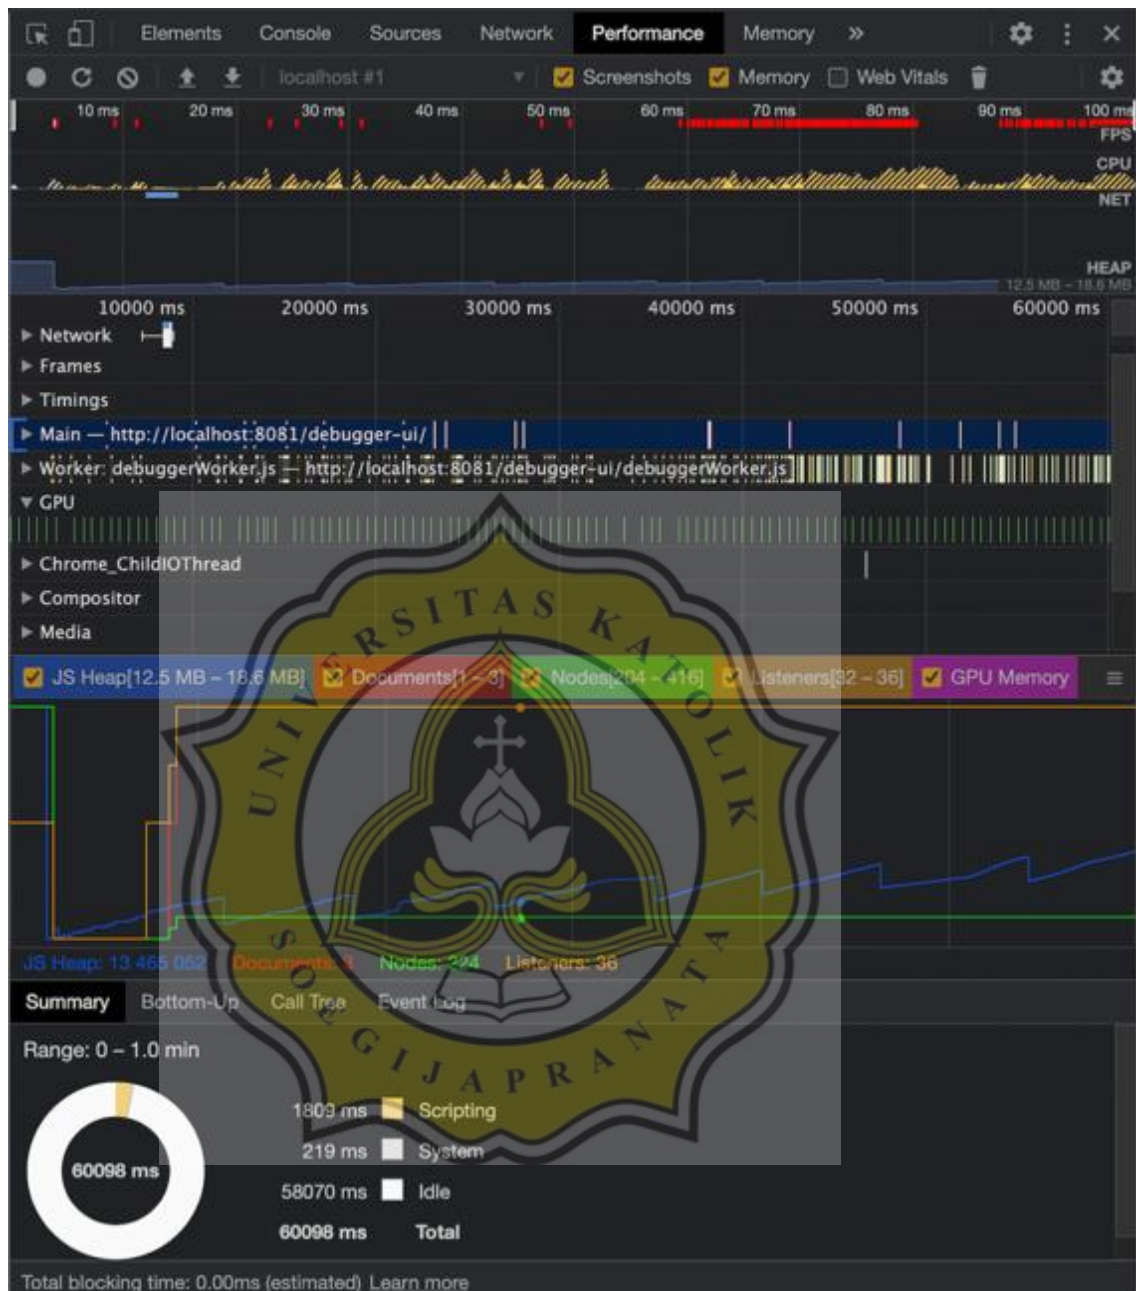 Elements Console Sources Network Performance Memory »
localhost #1 Screenshots Memory Web Vitals
10 ms 20 ms 30 ms 40 ms 50 ms 60 ms 70 ms 80 ms 90 ms 100 ms
FPS
CPU
NET
HEAP
12.5 MB – 18.6 MB
10000 ms 20000 ms 30000 ms 40000 ms 50000 ms 60000 ms
Network
Frames
Timings
Main — http://localhost:8081/debugger-ui/
Worker: debuggerWorker.js — http://localhost:8081/debugger-ui/debuggerWorker.js
GPU
Chrome_ChildIOThread
Compositor
Media
JS Heap[12.5 MB – 18.6 MB] Documents[1 – 3] Nodes[204 – 416] Listeners[32 – 36] GPU Memory
UNIVERSITAS KATOLIK
SOEGIJAPRANATA
JS Heap: 13 465 052 Documents: 3 Nodes: 224 Listeners: 36
Summary Bottom-Up Call Tree Event Log
Range: 0 – 1.0 min
60098 ms
1809 ms Scripting
219 ms System
58070 ms Idle
60098 ms Total
Total blocking time: 0.00ms (estimated) Learn more